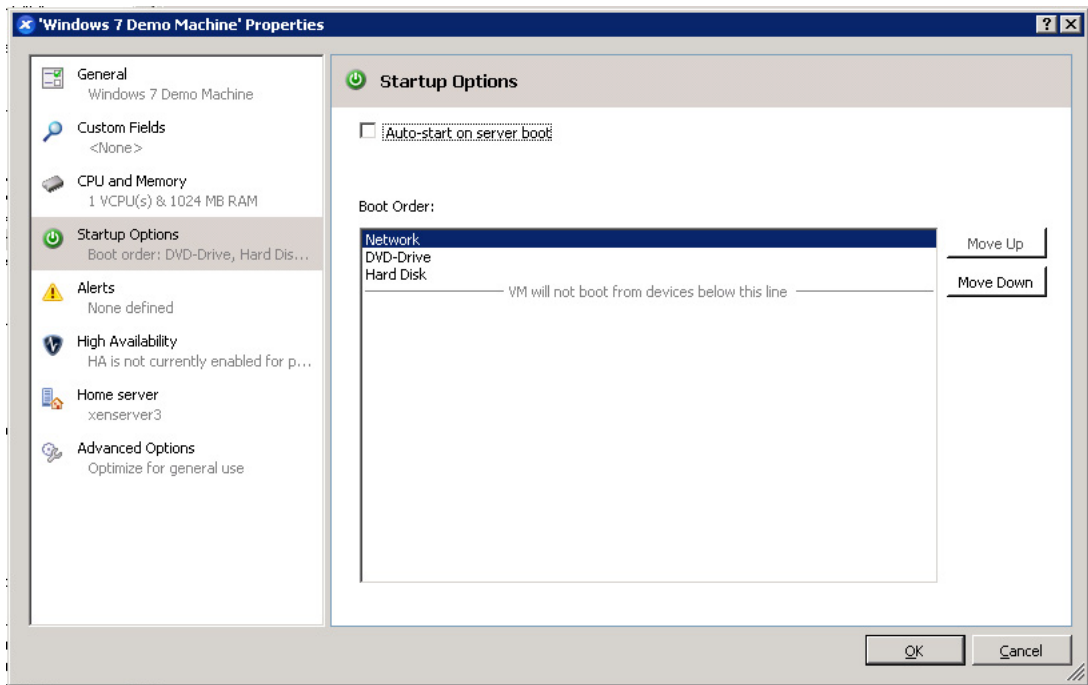 'Windows 7 Demo Machine' Properties
General
Windows 7 Demo Machine
Custom Fields
<None>
CPU and Memory
1 VCPU(s) & 1024 MB RAM
Startup Options
Boot order: DVD-Drive, Hard Dis...
Alerts
None defined
High Availability
HA is not currently enabled for p...
Home server
xenserver3
Advanced Options
Optimize for general use
Startup Options
Auto-start on server boot
Boot Order:
Network
DVD-Drive
Hard Disk
VM will not boot from devices below this line
Move Up
Move Down
OK
Cancel